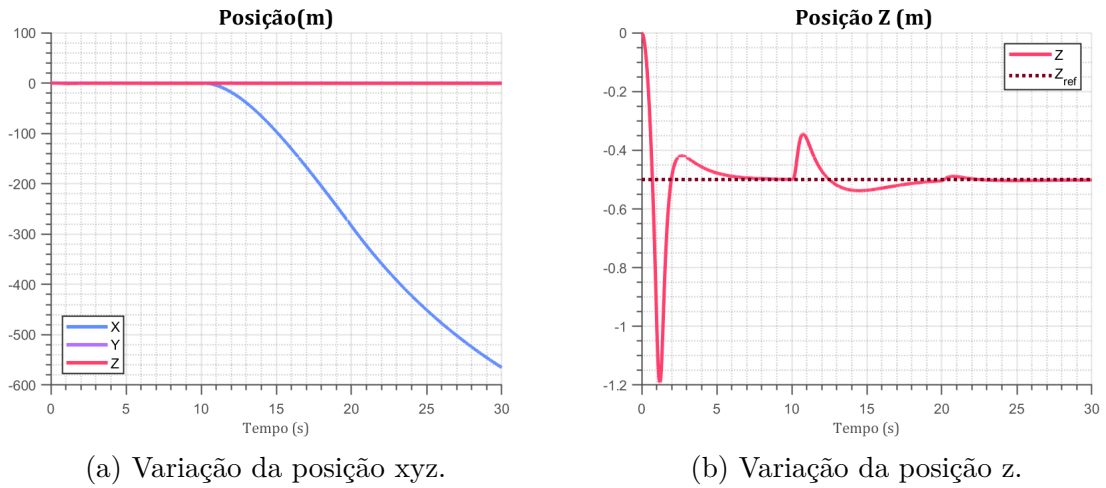 Posição(m)
100
0
-100
-200
-300
-400
-500
-600
X
Y
Z
0
5
10
15
20
25
30
Tempo (s)
(a) Variação da posição xyz.
Posição Z (m)
0
-0.2
-0.4
-0.6
-0.8
-1
-1.2
Z
Z_ref
0
5
10
15
20
25
30
Tempo (s)
(b) Variação da posição z.